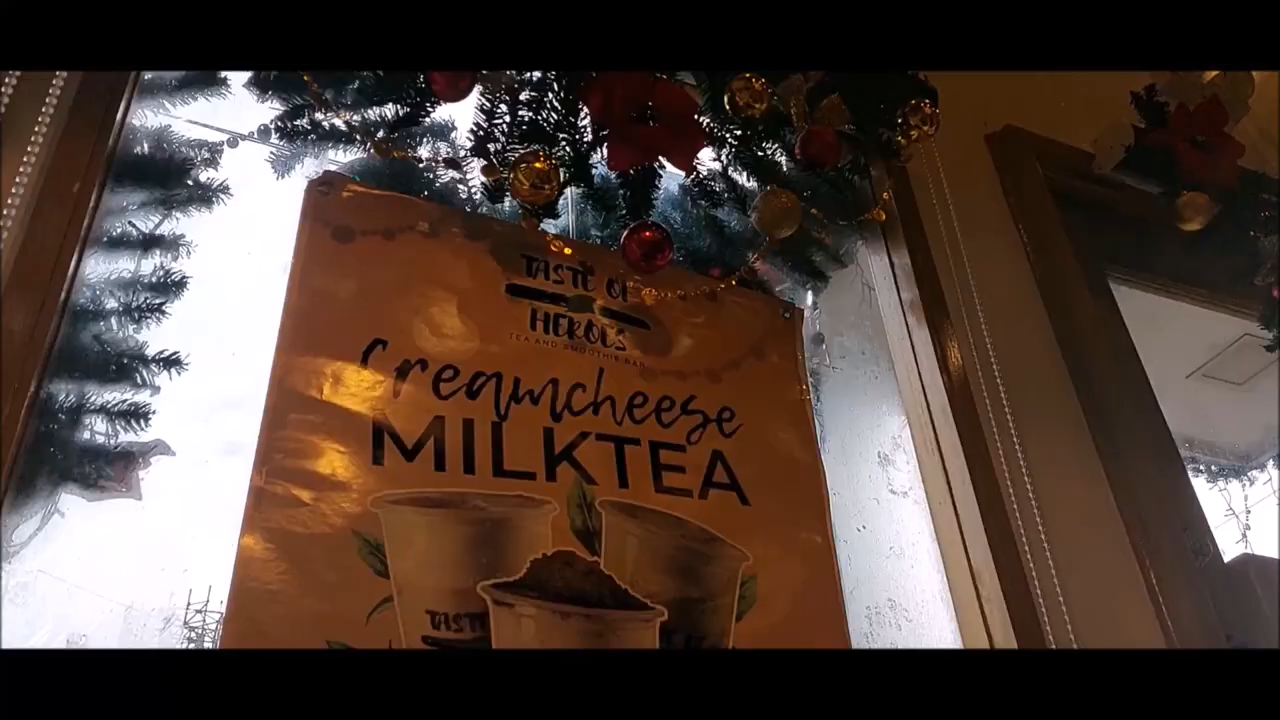 TASTE OF
HEROES
TEA AND SMOOTHIE BAR
Creamcheese
MILKTEA
TASTE